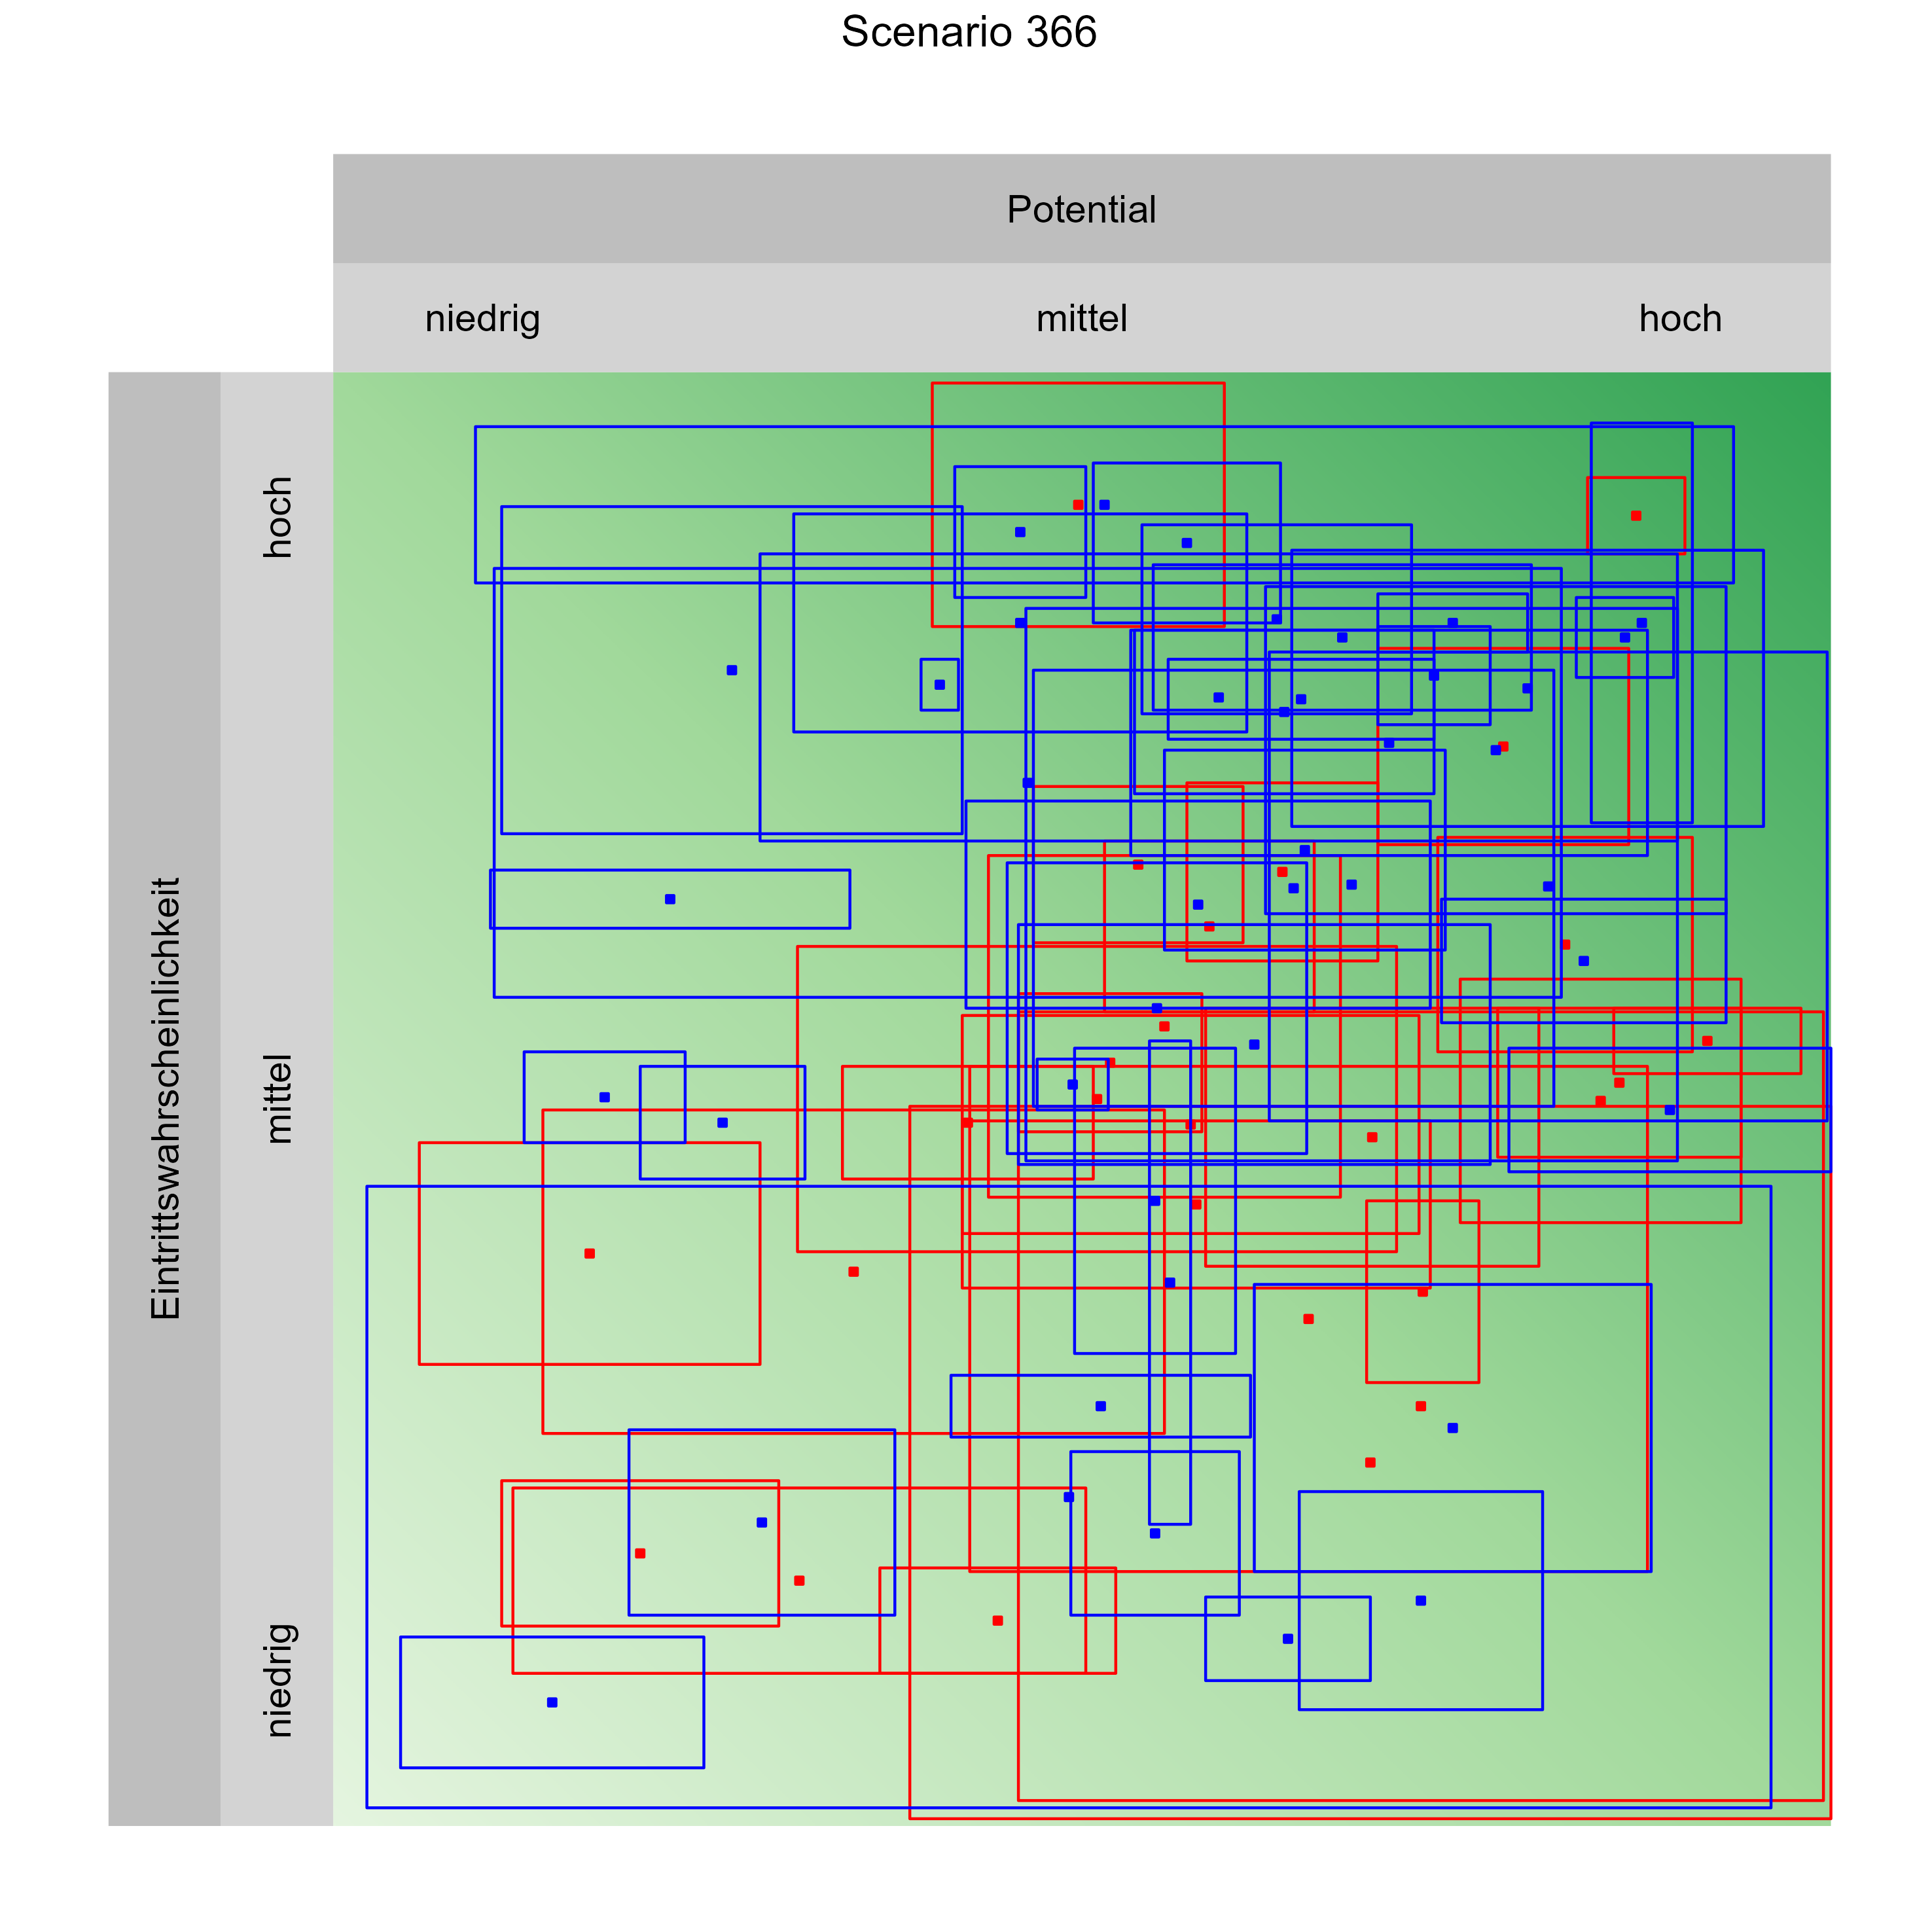 Scenario 366
Potential
niedrig
mittel
hoch
Eintrittswahrscheinlichkeit
hoch
mittel
niedrig